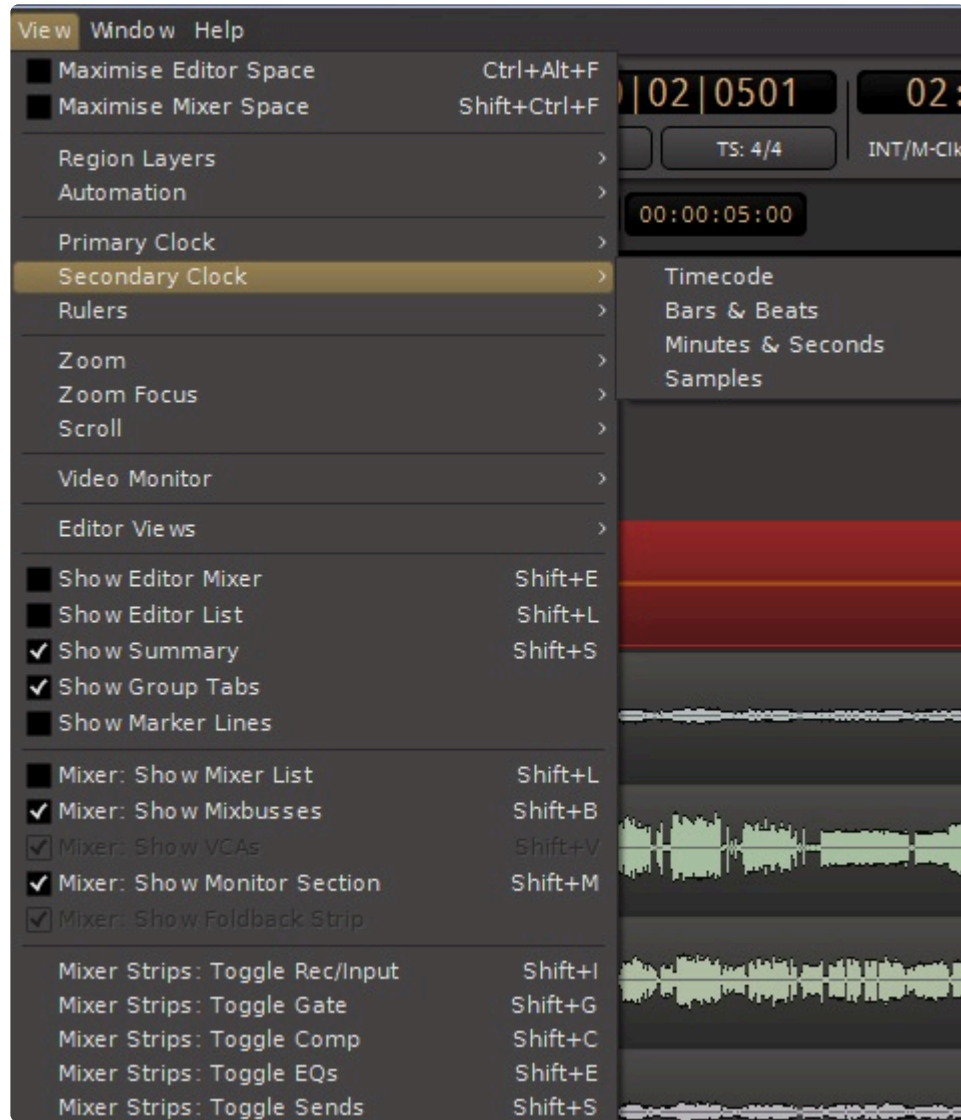 View Window Help
Maximise Editor Space Ctrl+Alt+F
Maximise Mixer Space Shift+Ctrl+F
|02|0501 02:
TS: 4/4 INT/M-Clk
Region Layers
Automation
00:00:05:00
Primary Clock
Secondary Clock
Rulers
Timecode
Bars & Beats
Minutes & Seconds
Samples
Zoom
Zoom Focus
Scroll
Video Monitor
Editor Views
Show Editor Mixer Shift+E
Show Editor List Shift+L
Show Summary Shift+S
Show Group Tabs
Show Marker Lines
Mixer: Show Mixer List Shift+L
Mixer: Show Mixbusses Shift+B
Mixer: Show VCAs Shift+V
Mixer: Show Monitor Section Shift+M
Mixer: Show Foldback Strip
Mixer Strips: Toggle Rec/Input Shift+I
Mixer Strips: Toggle Gate Shift+G
Mixer Strips: Toggle Comp Shift+C
Mixer Strips: Toggle EQs Shift+E
Mixer Strips: Toggle Sends Shift+S